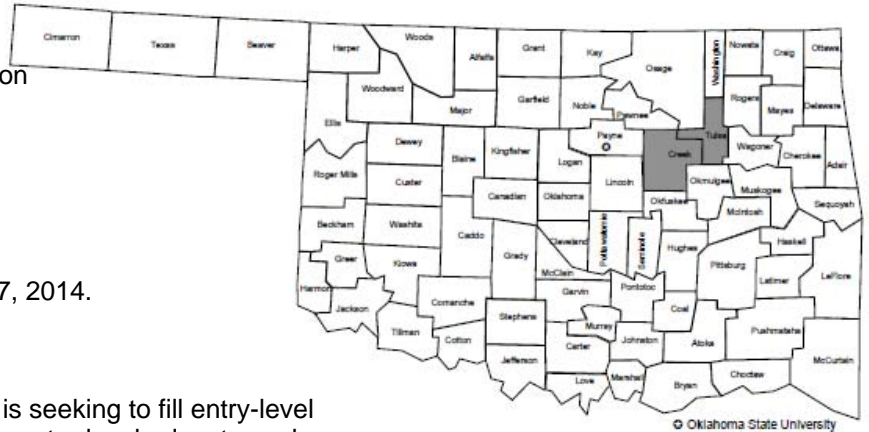 Cimarron
Texas
Beaver
Harper
Woods
Alfalfa
Grant
Kay
Osage
Washington
Nowata
Craig
Ottawa
on
Woodward
Major
Garfield
Noble
Pawnee
Rogers
Mayes
Delaware
Ellis
Dewey
Blaine
Kingfisher
Logan
Payne
Creek
Tulsa
Wagoner
Cherokee
Adair
Roger Mills
Custer
Canadian
Oklahoma
Lincoln
Okfuskee
Okmulgee
Muskogee
McIntosh
Sequoyah
Beckham
Washita
Caddo
Grady
Cleveland
McClain
Pottawatomie
Seminole
Hughes
Pittsburg
Haskell
Latimer
LeFlore
Greer
Kiowa
Harmon
Jackson
Tillman
Comanche
Cotton
Stephens
Jefferson
Garvin
Murray
Carter
Love
Pontotoc
Johnston
Marshall
Coal
Atoka
Bryan
Pushmataha
Choctaw
McCurtain
7, 2014.
is seeking to fill entry-level
✪ Oklahoma State University